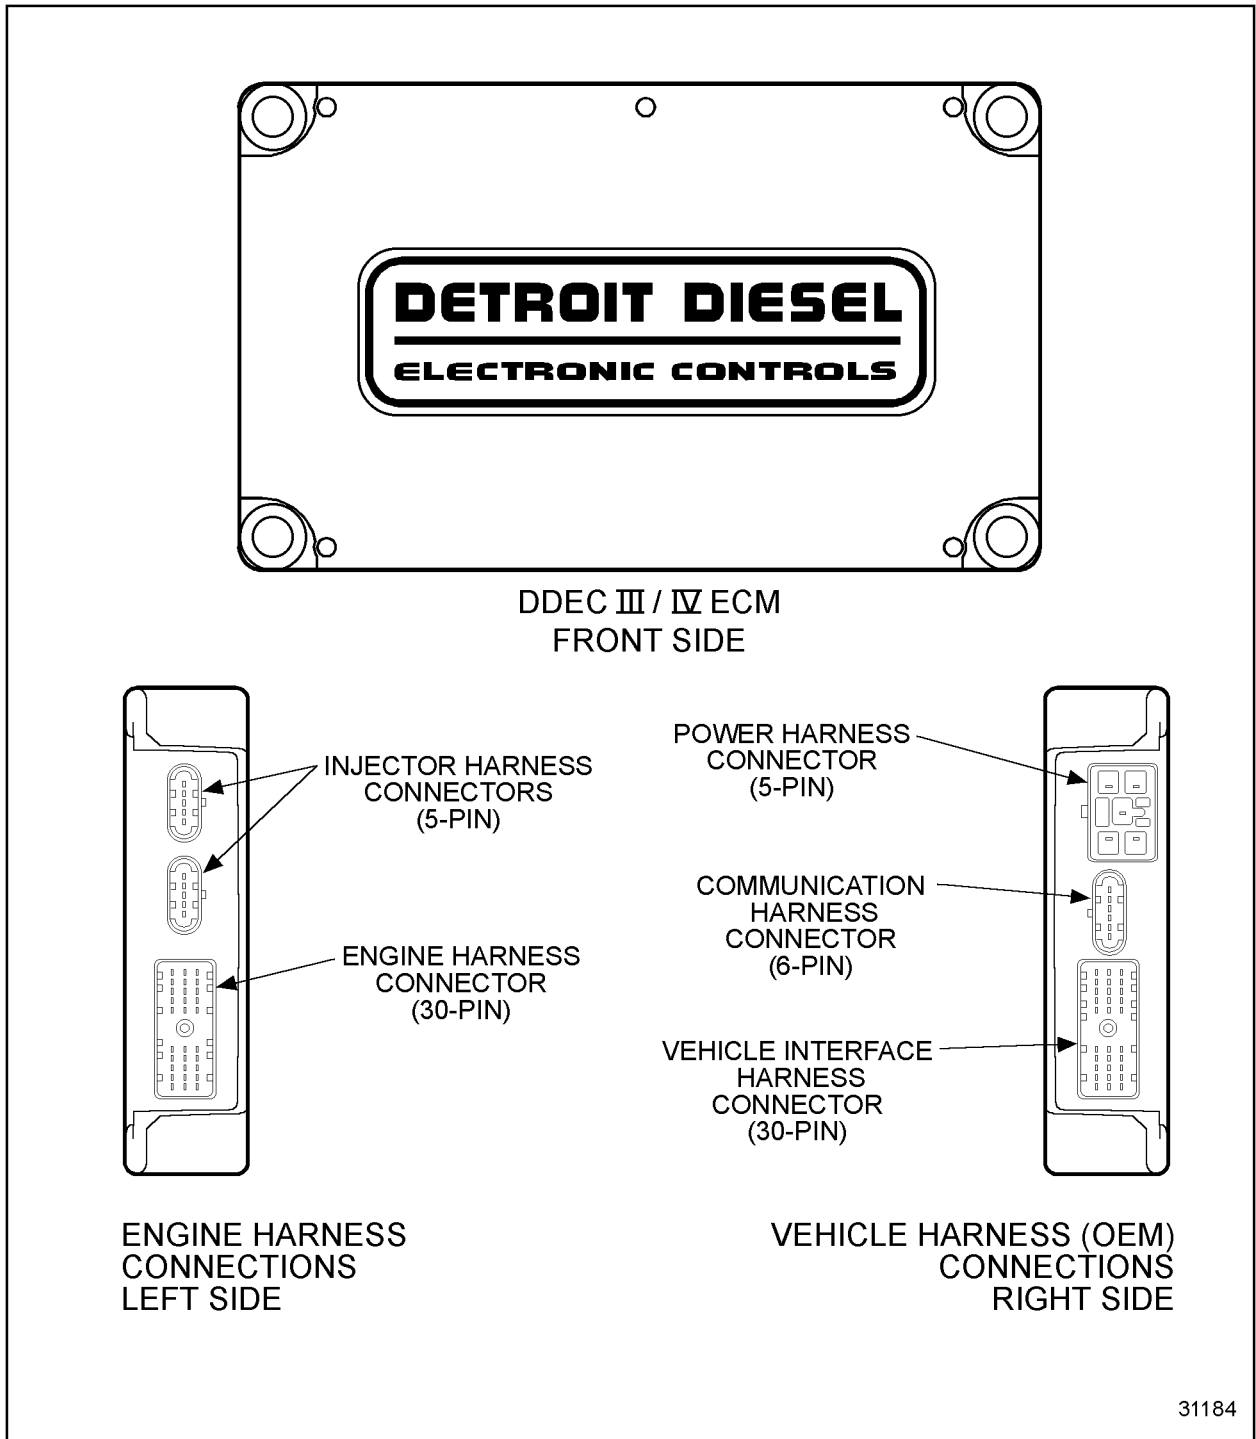 DETROIT DIESEL
ELECTRONIC CONTROLS
DDEC III / IV ECM
FRONT SIDE
INJECTOR HARNESS
CONNECTORS
(5-PIN)
ENGINE HARNESS
CONNECTOR
(30-PIN)
POWER HARNESS
CONNECTOR
(5-PIN)
COMMUNICATION
HARNESS
CONNECTOR
(6-PIN)
VEHICLE INTERFACE
HARNESS
CONNECTOR
(30-PIN)
ENGINE HARNESS
CONNECTIONS
LEFT SIDE
VEHICLE HARNESS (OEM)
CONNECTIONS
RIGHT SIDE
31184